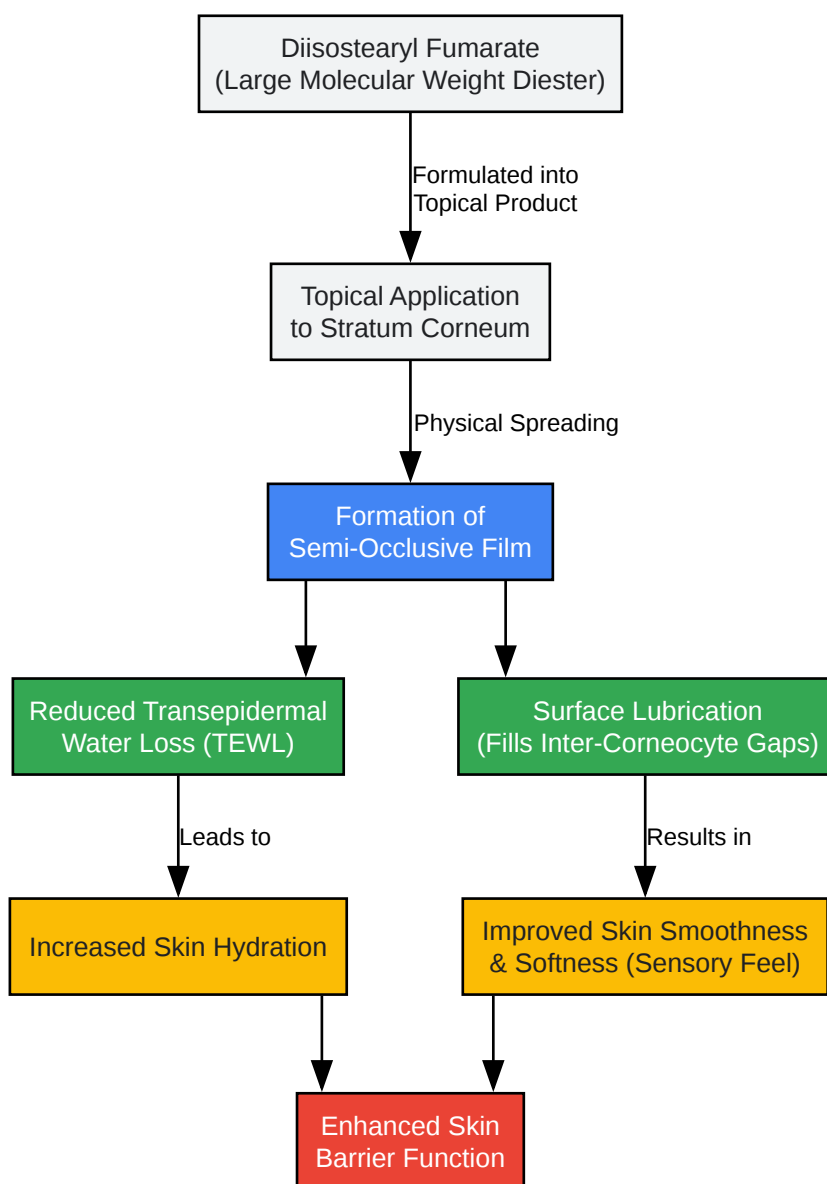 Diisostearyl Fumarate
(Large Molecular Weight Diester)
Formulated into
Topical Product
Topical Application
to Stratum Corneum
Physical Spreading
Formation of
Semi-Occlusive Film
Reduced Transepidermal
Water Loss (TEWL)
Surface Lubrication
(Fills Inter-Corneocyte Gaps)
Leads to
Results in
Increased Skin Hydration
Improved Skin Smoothness
& Softness (Sensory Feel)
Enhanced Skin
Barrier Function